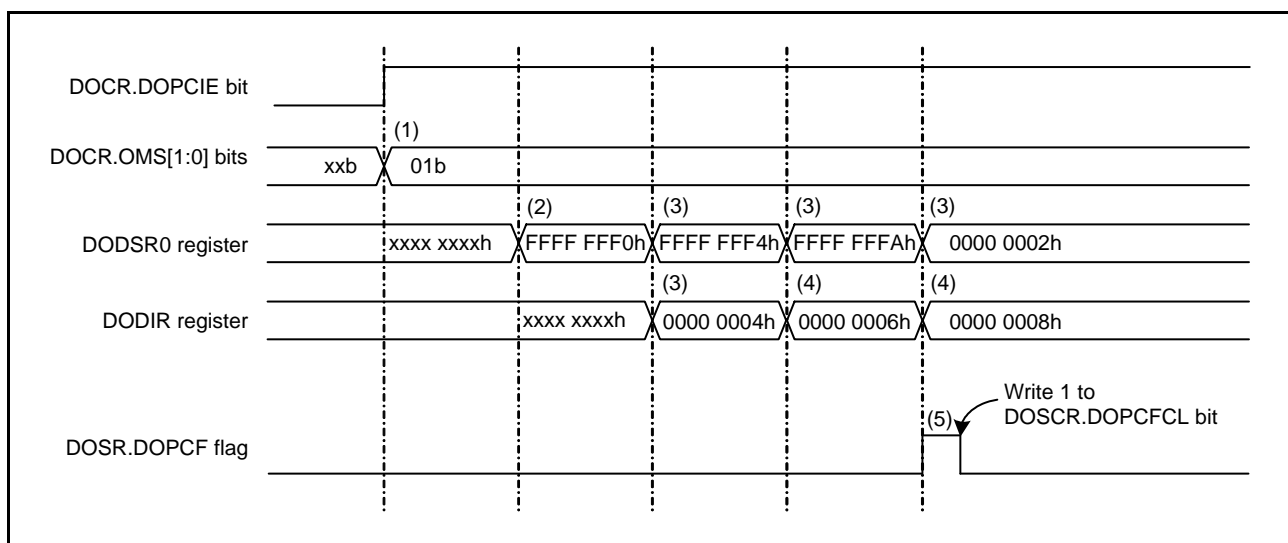 DOCR.DOPCIE bit
(1)
DOCR.OMS[1:0] bits
xxb 01b
(2) (3) (3) (3)
DODSR0 register
xxxx xxxxh FFFF FFF0h FFFF FFF4h FFFF FFFAh 0000 0002h
(3) (4) (4)
DODIR register
xxxx xxxxh 0000 0004h 0000 0006h 0000 0008h
Write 1 to
DOSCR.DOPCFCL bit
(5)
DOSR.DOPCF flag